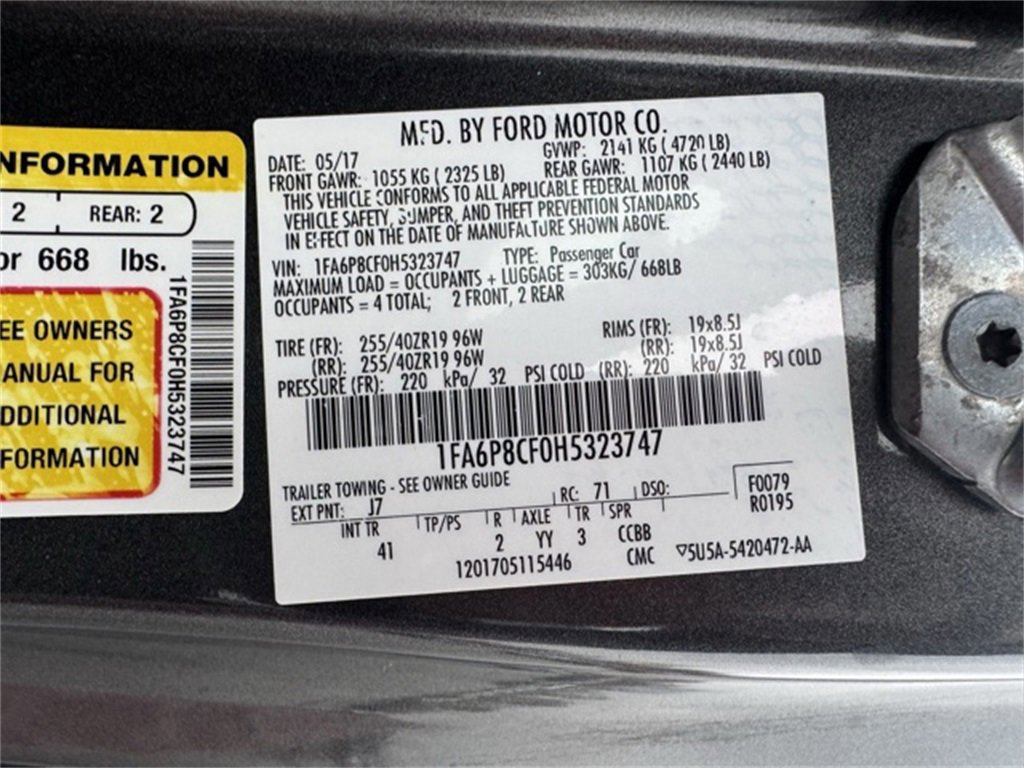 NFORMATION
2 REAR: 2
or 668 lbs.
EE OWNERS
ANUAL FOR
DDITIONAL
FORMATION
1FA6P8CF0H5323747
MFD. BY FORD MOTOR CO.
DATE: 05/17 GVWP: 2141 KG ( 4720 LB)
FRONT GAWR: 1055 KG ( 2325 LB) REAR GAWR: 1107 KG ( 2440 LB)
THIS VEHICLE CONFORMS TO ALL APPLICABLE FEDERAL MOTOR
VEHICLE SAFETY, BUMPER, AND THEFT PREVENTION STANDARDS
IN EFFECT ON THE DATE OF MANUFACTURE SHOWN ABOVE.
VIN: 1FA6P8CF0H5323747 TYPE: Passenger Car
MAXIMUM LOAD = OCCUPANTS + LUGGAGE = 303KG/ 668LB
OCCUPANTS = 4 TOTAL; 2 FRONT, 2 REAR
TIRE (FR): 255/40ZR19 96W RIMS (FR): 19x8.5J
(RR): 255/40ZR19 96W (RR): 19x8.5J
PRESSURE (FR): 220 kPa/ 32 PSI COLD (RR): 220 kPa/ 32 PSI COLD
1FA6P8CF0H5323747
TRAILER TOWING - SEE OWNER GUIDE
EXT PNT: J7 RC: 71 DSO: F0079
R0195
INT TR TP/PS R AXLE TR SPR
41 2 YY 3 CCBB
1201705115446 CMC ▽5U5A-5420472-AA